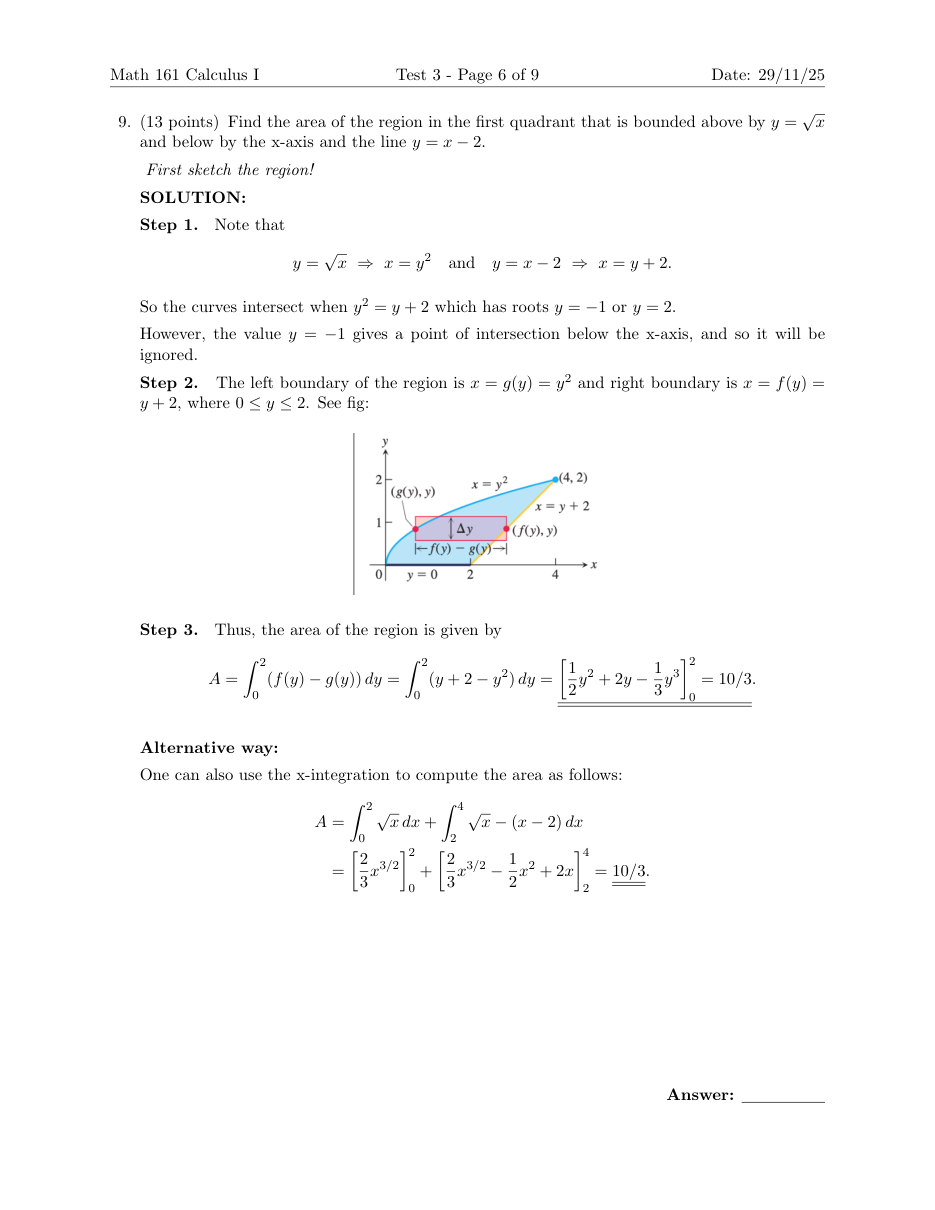 Math 161 Calculus I Test 3 - Page 6 of 9 Date: 29/11/25
9. (13 points) Find the area of the region in the first quadrant that is bounded above by y = √x
and below by the x-axis and the line y = x − 2.
First sketch the region!
SOLUTION:
Step 1. Note that
y = √x ⇒ x = y² and y = x − 2 ⇒ x = y + 2.
So the curves intersect when y² = y + 2 which has roots y = −1 or y = 2.
However, the value y = −1 gives a point of intersection below the x-axis, and so it will be
ignored.
Step 2. The left boundary of the region is x = g(y) = y² and right boundary is x = f(y) =
y + 2, where 0 ≤ y ≤ 2. See fig:
y
2
x = y²
(4, 2)
(g(y), y)
x = y + 2
1
Δy
(f(y), y)
f(y) − g(y)
x
0 y = 0 2 4
Step 3. Thus, the area of the region is given by
A = ∫₀² (f(y) − g(y)) dy = ∫₀² (y + 2 − y²) dy = [1/2 y² + 2y − 1/3 y³]₀² = 10/3.
Alternative way:
One can also use the x-integration to compute the area as follows:
A = ∫₀² √x dx + ∫₂⁴ √x − (x − 2) dx
= [2/3 x^{3/2}]₀² + [2/3 x^{3/2} − 1/2 x² + 2x]₂⁴ = 10/3.
Answer: